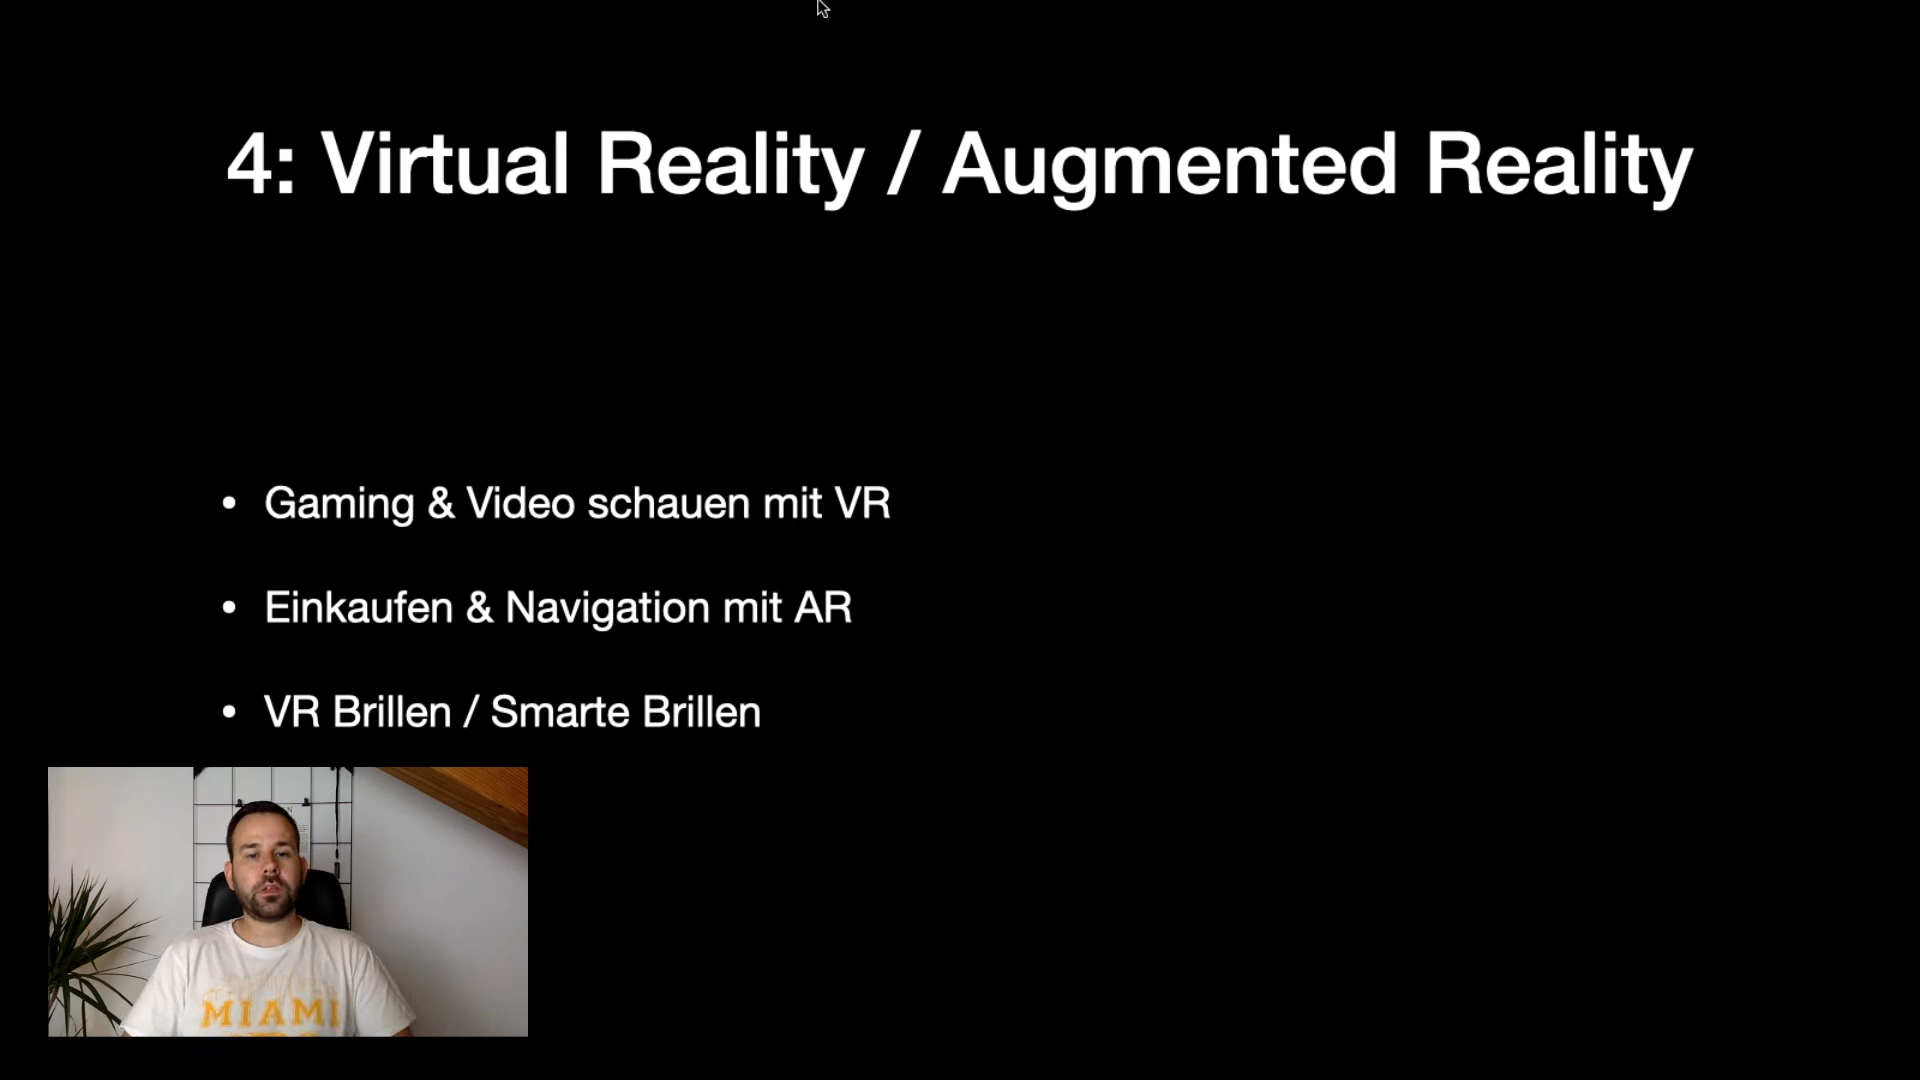 4: Virtual Reality / Augmented Reality
• Gaming & Video schauen mit VR
• Einkaufen & Navigation mit AR
• VR Brillen / Smarte Brillen
MIAMI